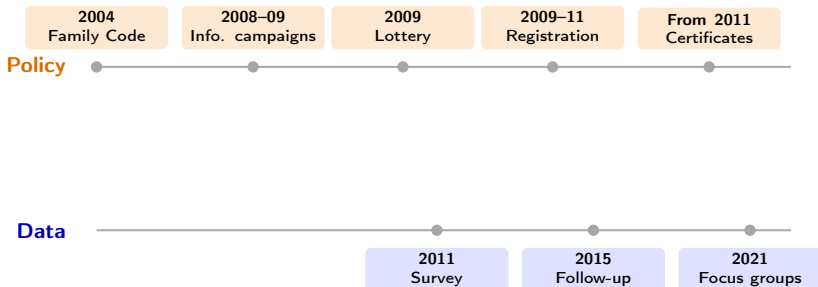 2004
Family Code
2008–09
Info. campaigns
2009
Lottery
2009–11
Registration
From 2011
Certificates
Policy
Data
2011
Survey
2015
Follow-up
2021
Focus groups